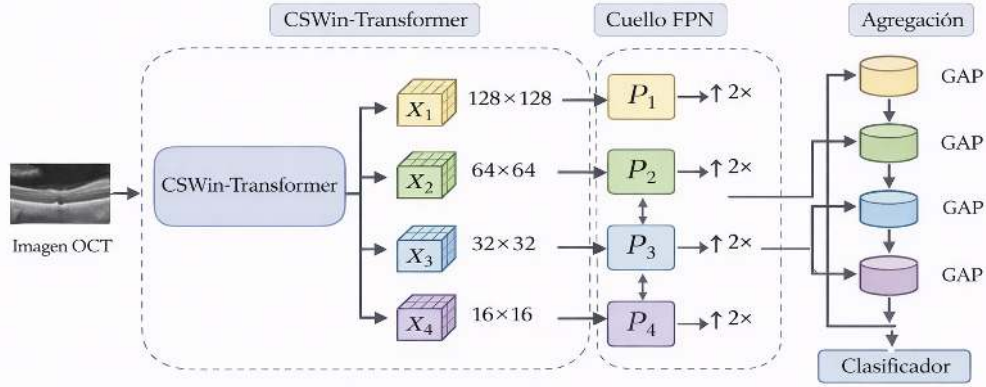 CSWin-Transformer
Cuello FPN
Agregación
X₁
128×128
P₁
↑ 2×
GAP
X₂
64×64
P₂
↑ 2×
GAP
CSWin-Transformer
Imagen OCT
X₃
32×32
P₃
↑ 2×
GAP
X₄
16×16
P₄
↑ 2×
GAP
Clasificador